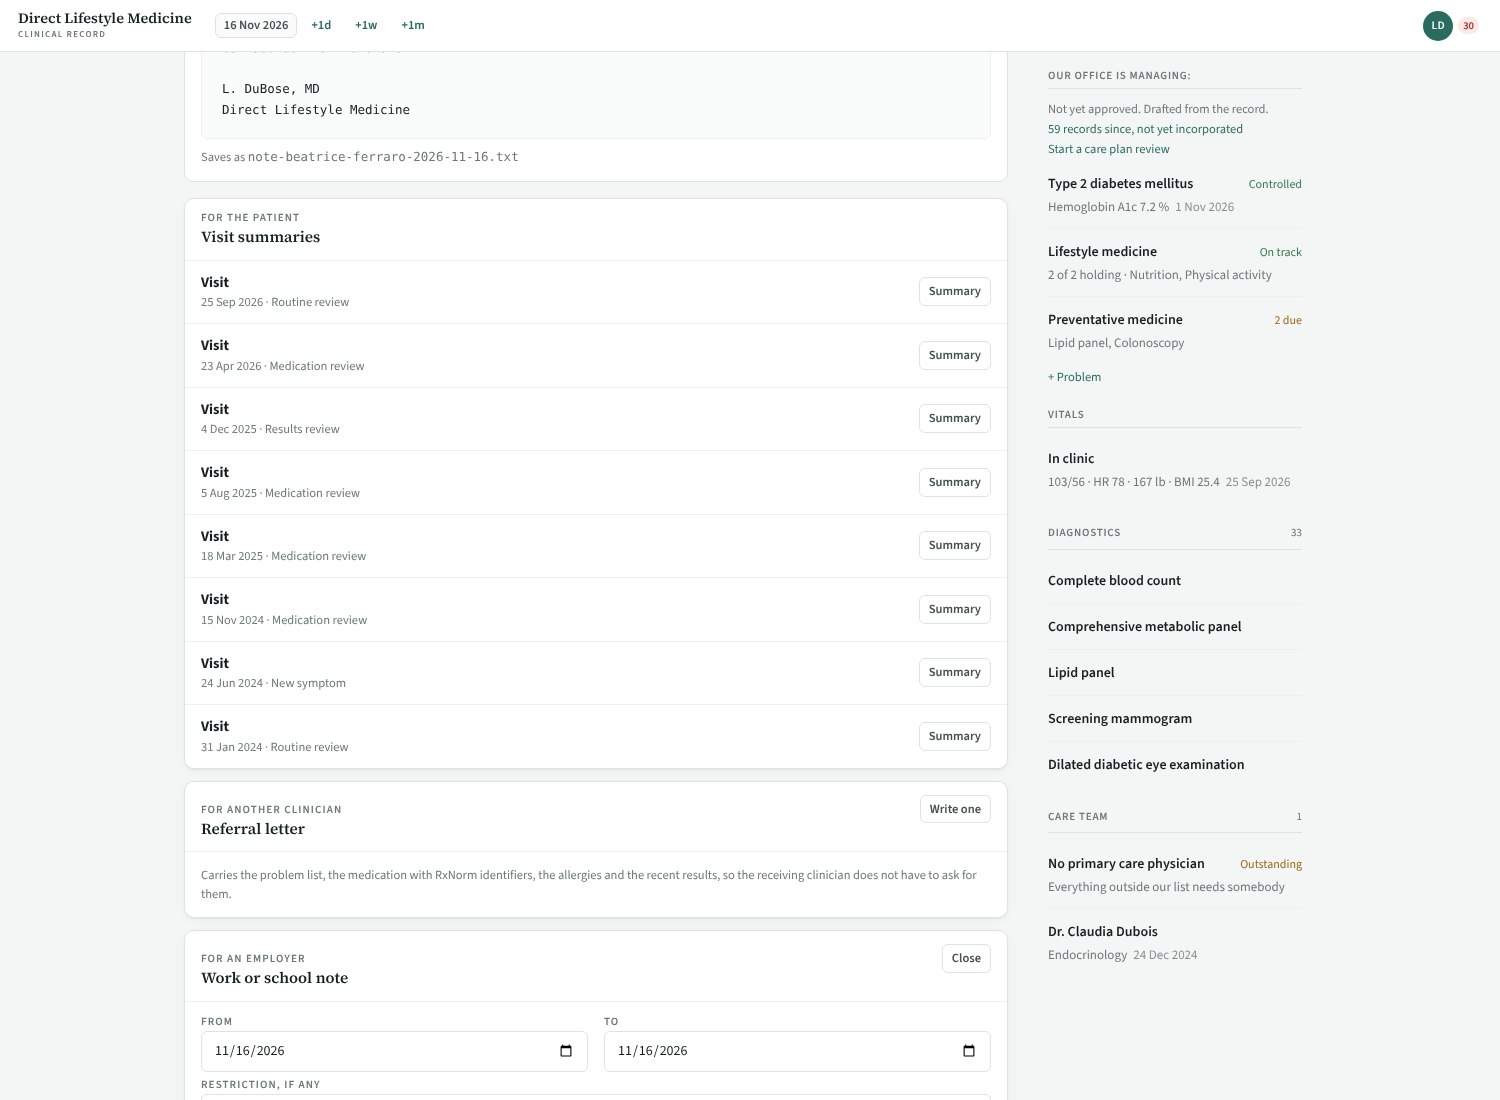 Direct Lifestyle Medicine
CLINICAL RECORD
16 Nov 2026
+1d
+1w
+1m
LD
30
L. DuBose, MD
Direct Lifestyle Medicine
Saves as note-beatrice-ferraro-2026-11-16.txt
FOR THE PATIENT
Visit summaries
Visit
25 Sep 2026 · Routine review
Summary
Visit
23 Apr 2026 · Medication review
Summary
Visit
4 Dec 2025 · Results review
Summary
Visit
5 Aug 2025 · Medication review
Summary
Visit
18 Mar 2025 · Medication review
Summary
Visit
15 Nov 2024 · Medication review
Summary
Visit
24 Jun 2024 · New symptom
Summary
Visit
31 Jan 2024 · Routine review
Summary
FOR ANOTHER CLINICIAN
Referral letter
Write one
Carries the problem list, the medication with RxNorm identifiers, the allergies and the recent results, so the receiving clinician does not have to ask for
them.
FOR AN EMPLOYER
Work or school note
Close
FROM
11/16/2026
TO
11/16/2026
RESTRICTION, IF ANY
OUR OFFICE IS MANAGING:
Not yet approved. Drafted from the record.
59 records since, not yet incorporated
Start a care plan review
Type 2 diabetes mellitus
Controlled
Hemoglobin A1c 7.2 % 1 Nov 2026
Lifestyle medicine
On track
2 of 2 holding · Nutrition, Physical activity
Preventative medicine
2 due
Lipid panel, Colonoscopy
+ Problem
VITALS
In clinic
103/56 · HR 78 · 167 lb · BMI 25.4 25 Sep 2026
DIAGNOSTICS
33
Complete blood count
Comprehensive metabolic panel
Lipid panel
Screening mammogram
Dilated diabetic eye examination
CARE TEAM
1
No primary care physician
Outstanding
Everything outside our list needs somebody
Dr. Claudia Dubois
Endocrinology 24 Dec 2024